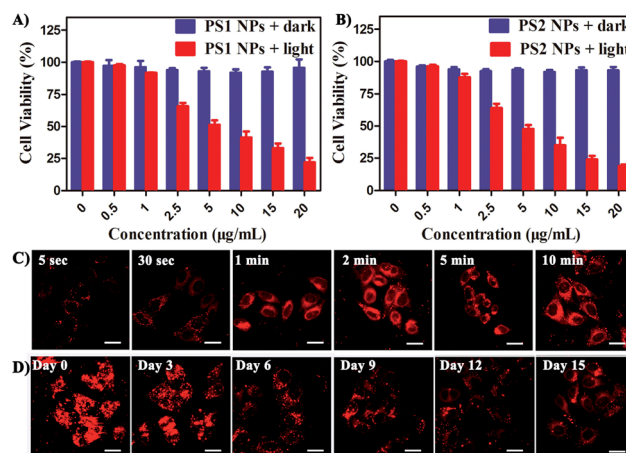 A)
PS1 NPs + dark
PS1 NPs + light
Cell Viability (%)
125
100
75
50
25
0
0 0.5 1 2.5 5 10 15 20
Concentration (µg/mL)
B)
PS2 NPs + dark
PS2 NPs + light
Cell Viability (%)
125
100
75
50
25
0
0 0.5 1 2.5 5 10 15 20
Concentration (µg/mL)
C)
5 sec 30 sec 1 min 2 min 5 min 10 min
D)
Day 0 Day 3 Day 6 Day 9 Day 12 Day 15